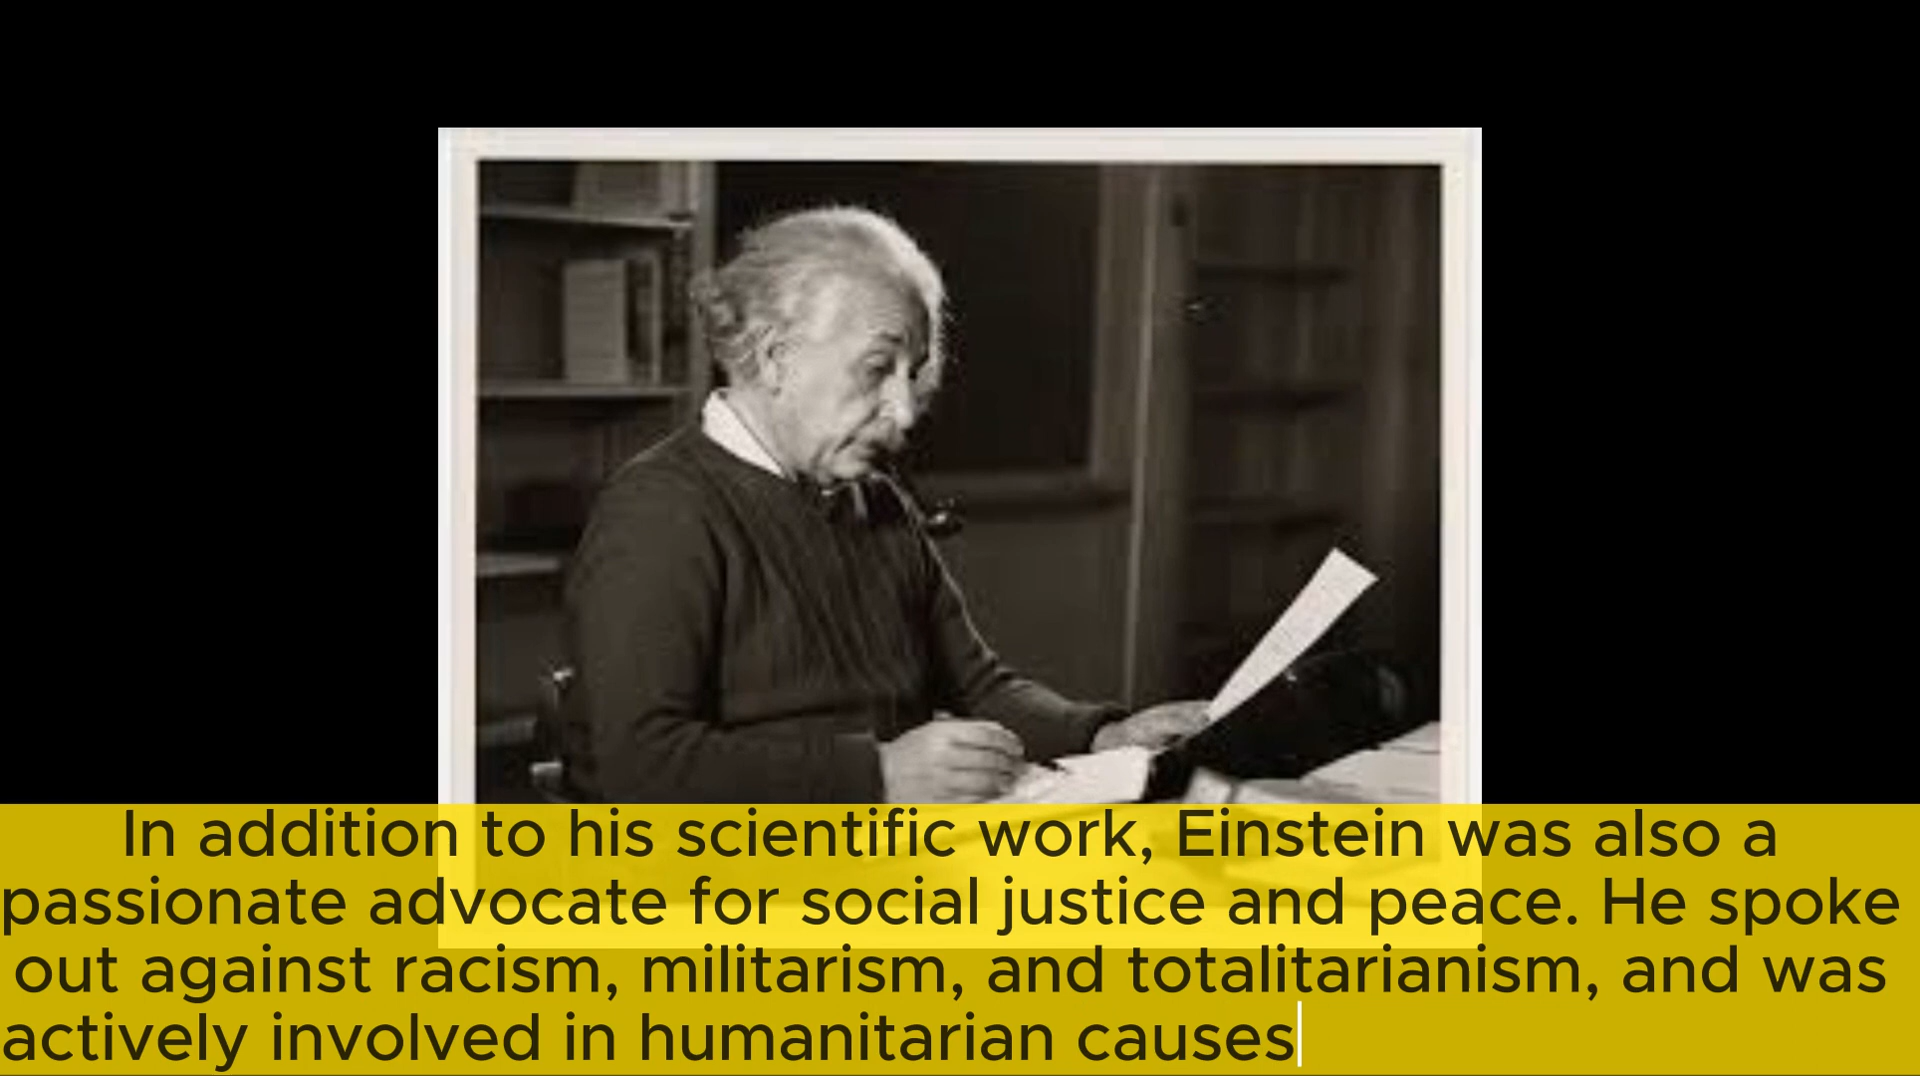 In addition to his scientific work, Einstein was also a
passionate advocate for social justice and peace. He spoke
out against racism, militarism, and totalitarianism, and was
actively involved in humanitarian causes